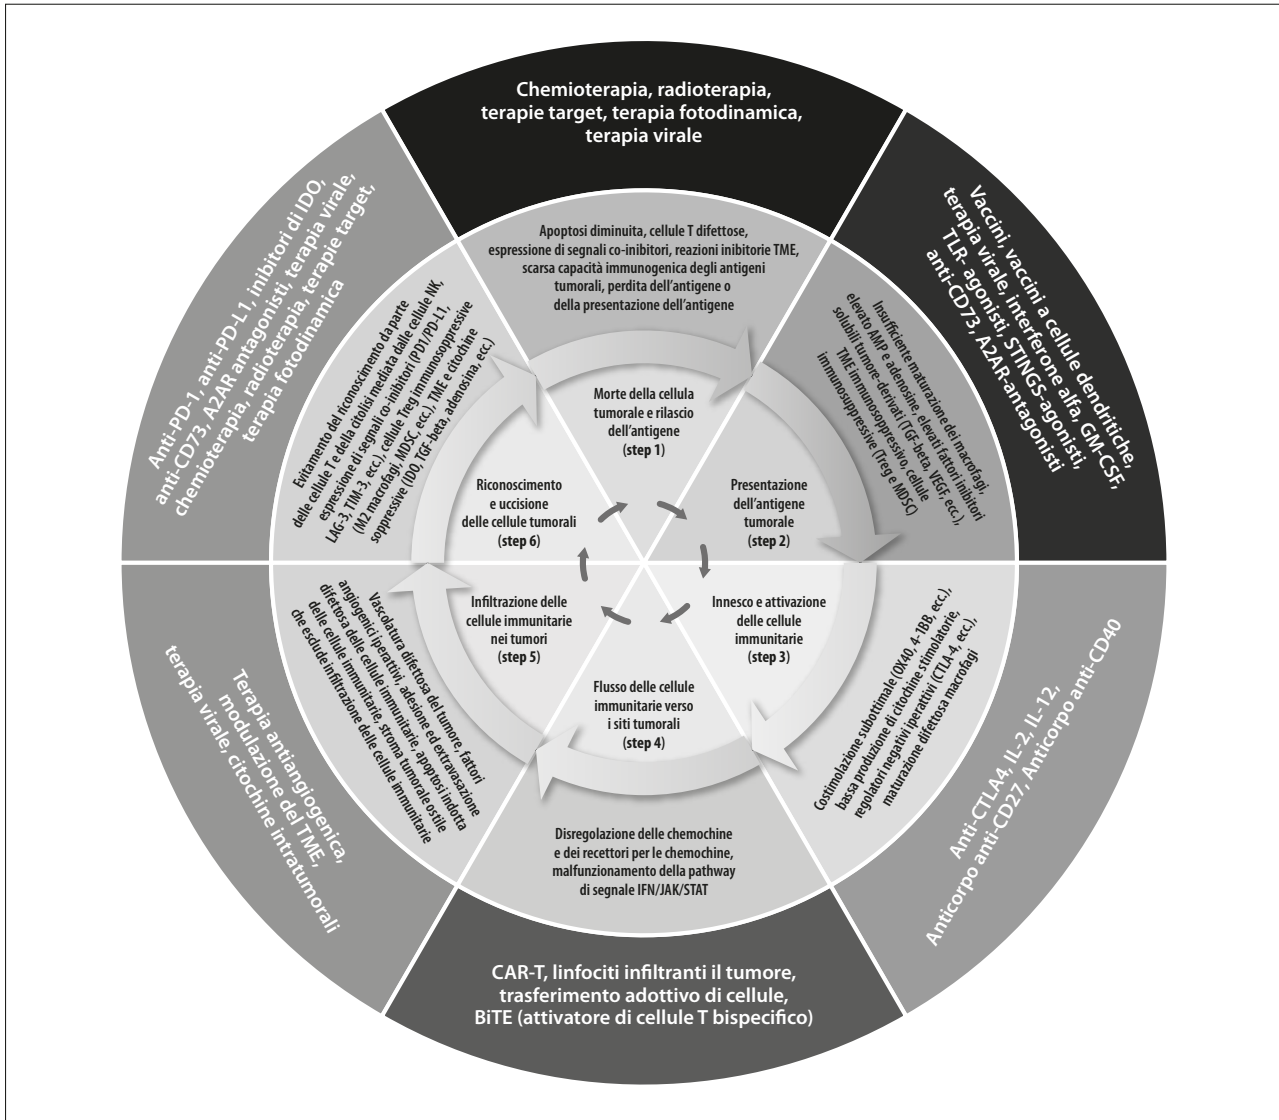 Chemioterapia, radioterapia,
terapie target, terapia fotodinamica,
terapia virale
Apoptosi diminuita, cellule T difettose,
espressione di segnali co-inibitori, reazioni inibitorie TME,
scarsa capacità immunogenica degli antigeni
tumorali, perdita dell'antigene o
della presentazione dell'antigene
Morte della cellula
tumorale e rilascio
dell'antigene
(step 1)
Vaccini, vaccini a cellule dendritiche,
terapia virale, interferone alfa, GM-CSF,
TLR- agonisti, STINGS-agonisti,
anti-CD73, A2AR-antagonisti
Insufficiente maturazione dei macrofagi,
elevato AMP e adenosine, elevati fattori inibitori
solubili tumore-derivati (TGF-beta, VEGF, ecc.),
TME immunosoppressivo, cellule
immunosuppressive (Treg e MDSC)
Presentazione
dell'antigene
tumorale
(step 2)
Anti-CTLA4, IL-2, IL-12,
Anticorpo anti-CD27, Anticorpo anti-CD40
Costimolazione subottimale (OX40, 4-1BB, ecc.),
bassa produzione di citochine stimolatorie,
regolatori negativi iperattivi (CTLA-4, ecc.),
maturazione difettosa macrofagi
Innesco e attivazione
delle cellule
immunitarie
(step 3)
Flusso delle cellule
immunitarie verso
i siti tumorali
(step 4)
Disregolazione delle chemochine
e dei recettori per le chemochine,
malfunzionamento della pathway
di segnale IFN/JAK/STAT
CAR-T, linfociti infiltranti il tumore,
trasferimento adottivo di cellule,
BiTE (attivatore di cellule T bispecifico)
Infiltrazione delle
cellule immunitarie
nei tumori
(step 5)
Vascolatura difettosa del tumore, fattori
angiogenici iperattivi, adesione ed extravasazione
difettosa delle cellule immunitarie, apoptosi indotta
delle cellule immunitarie, stroma tumorale ostile
che esclude infiltrazione delle cellule immunitarie
Terapia antiangiogenica,
modulazione del TME,
terapia virale, citochine intratumorali
Riconoscimento
e uccisione
delle cellule tumorali
(step 6)
Evitamento del riconoscimento da parte
delle cellule T e della citolisi mediata dalle cellule NK,
espressione di segnali co-inibitori (PD1/PD-L1,
LAG-3, TIM-3, ecc.), cellule Treg immunosoppressive
(M2 macrofagi, MDSC, ecc.), TME e citochine
soppressive (IDO, TGF-beta, adenosina, ecc.)
Anti-PD-1, anti-PD-L1, inibitori di IDO,
anti-CD73, A2AR antagonisti, terapia virale,
chemioterapia, radioterapia, terapie target,
terapia fotodinamica